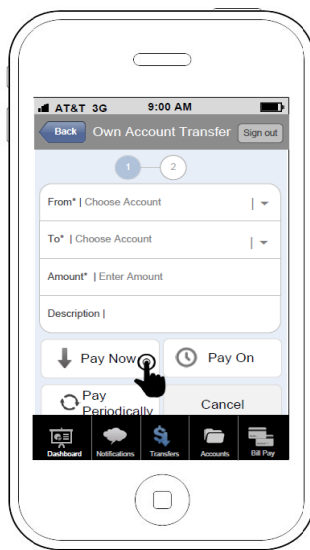 AT&T 3G 9:00 AM
Back Own Account Transfer Sign out
1 2
From* | Choose Account |
To* | Choose Account |
Amount* | Enter Amount
Description |
Pay Now Pay On
Pay
Periodically Cancel
Dashboard Notifications Transfers Accounts Bill Pay